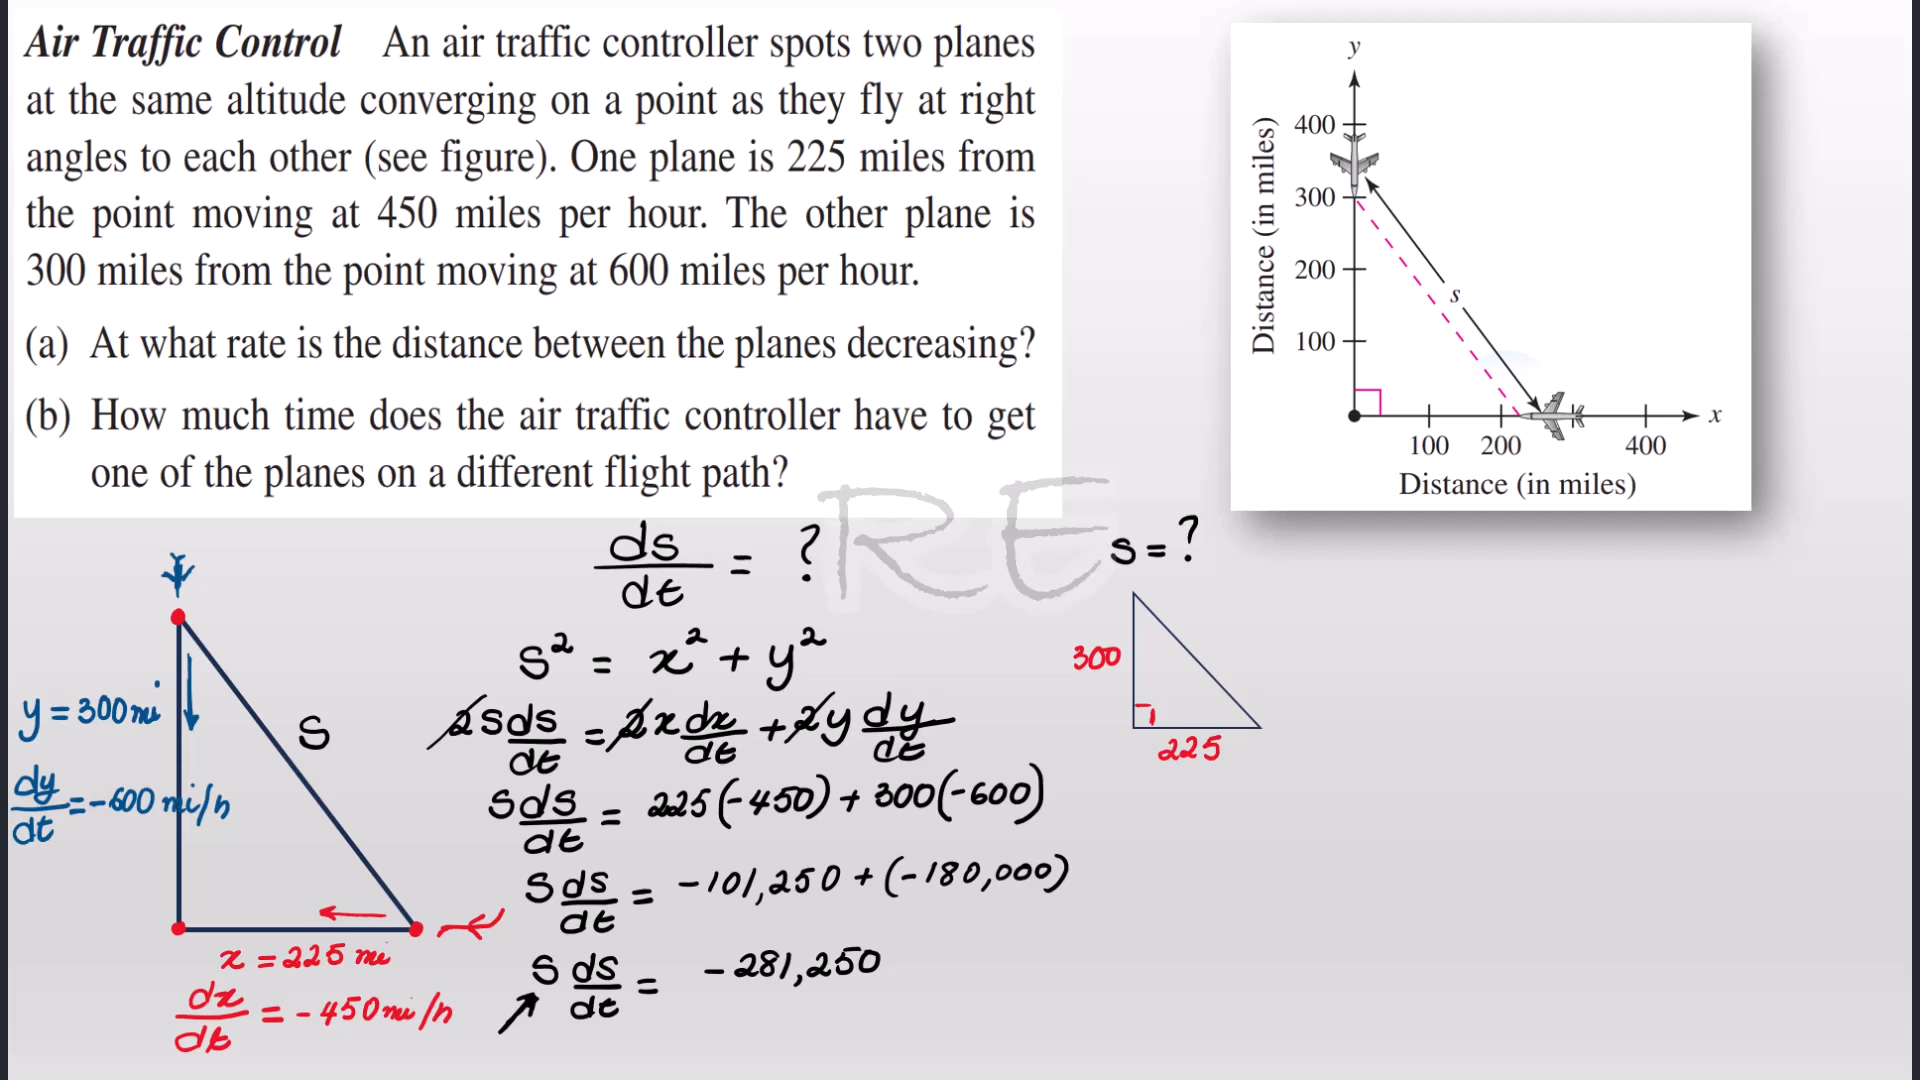 Air Traffic Control An air traffic controller spots two planes
at the same altitude converging on a point as they fly at right
angles to each other (see figure). One plane is 225 miles from
the point moving at 450 miles per hour. The other plane is
300 miles from the point moving at 600 miles per hour.
(a) At what rate is the distance between the planes decreasing?
(b) How much time does the air traffic controller have to get
one of the planes on a different flight path?
y
400
300
200
100
Distance (in miles)
s
x
100 200 400
Distance (in miles)
RE
ds/dt = ?
s² = x² + y²
2s ds/dt = 2x dx/dt + 2y dy/dt
s ds/dt = 225(-450) + 300(-600)
s ds/dt = -101,250 + (-180,000)
s ds/dt = -281,250
s = ?
300
225
y = 300 mi
dy/dt = -600 mi/h
s
x = 225 mi
dx/dt = -450 mi/h